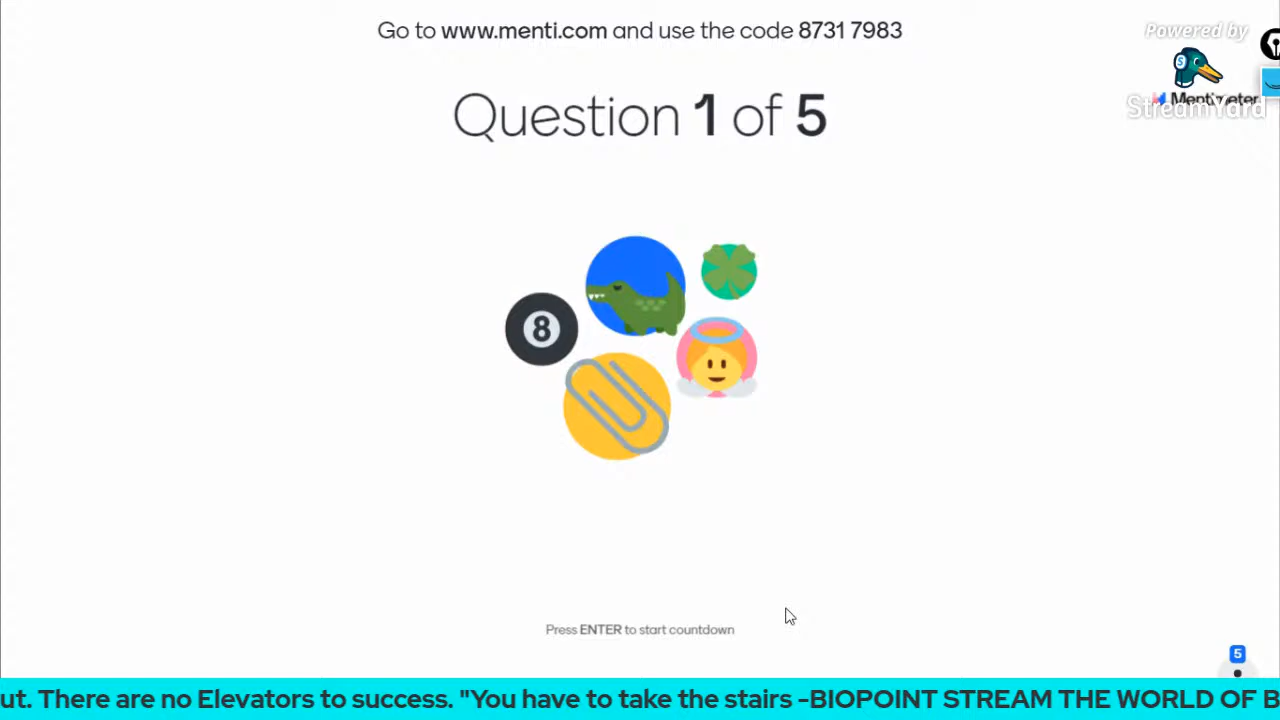 Go to www.menti.com and use the code 8731 7983
Powered by
Mentimeter
StreamYard
Question 1 of 5
8
Press ENTER to start countdown
5
ut. There are no Elevators to success. "You have to take the stairs -BIOPOINT STREAM THE WORLD OF B